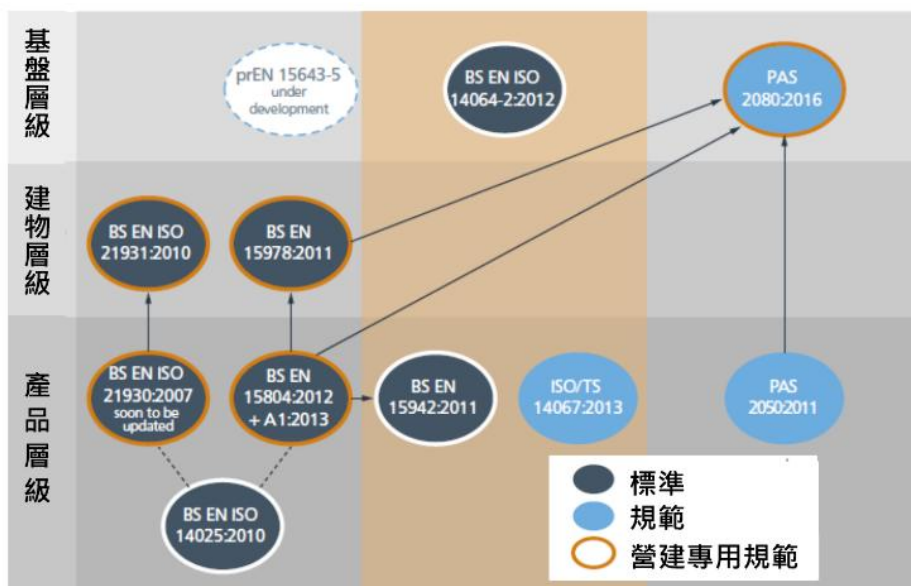 基盤層級
prEN 15643-5
under
development
BS EN ISO
14064-2:2012
PAS
2080:2016
建物層級
BS EN ISO
21931:2010
BS EN
15978:2011
產品層級
BS EN ISO
21930:2007
soon to be
updated
BS EN
15804:2012
+ A1:2013
BS EN
15942:2011
ISO/TS
14067:2013
PAS
2050:2011
BS EN ISO
14025:2010
標準
規範
營建專用規範